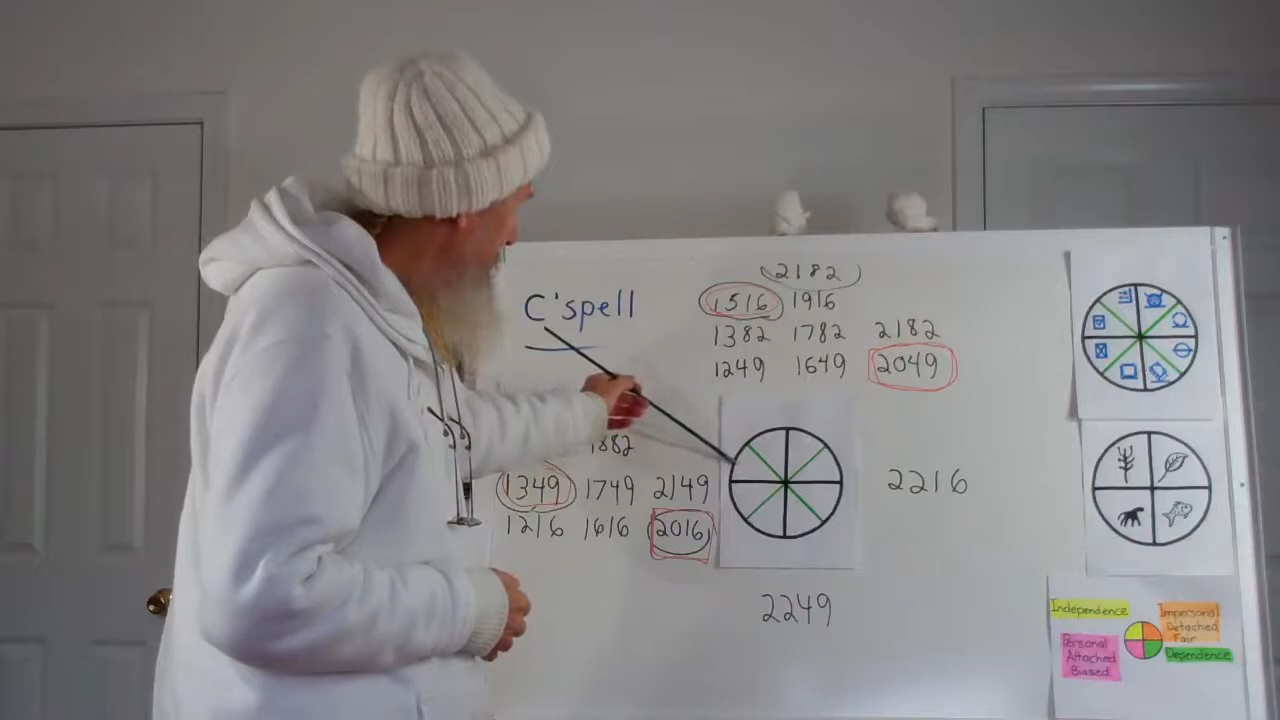 C'spell
2182
1516 1916
1382 1782 2182
1249 1649 2049
1882
1349 1749 2149
1216 1616 2016
2216
2249
Independence
Impersonal
Detached
Fair
Personal
Attached
Biased
Dependence